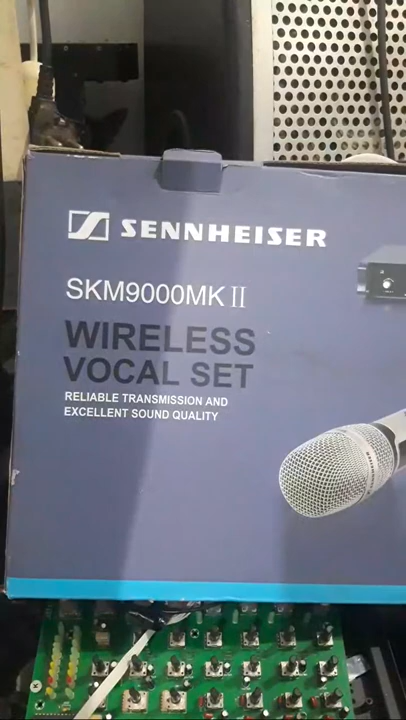 SENNHEISER
SKM9000MK II
WIRELESS
VOCAL SET
RELIABLE TRANSMISSION AND
EXCELLENT SOUND QUALITY